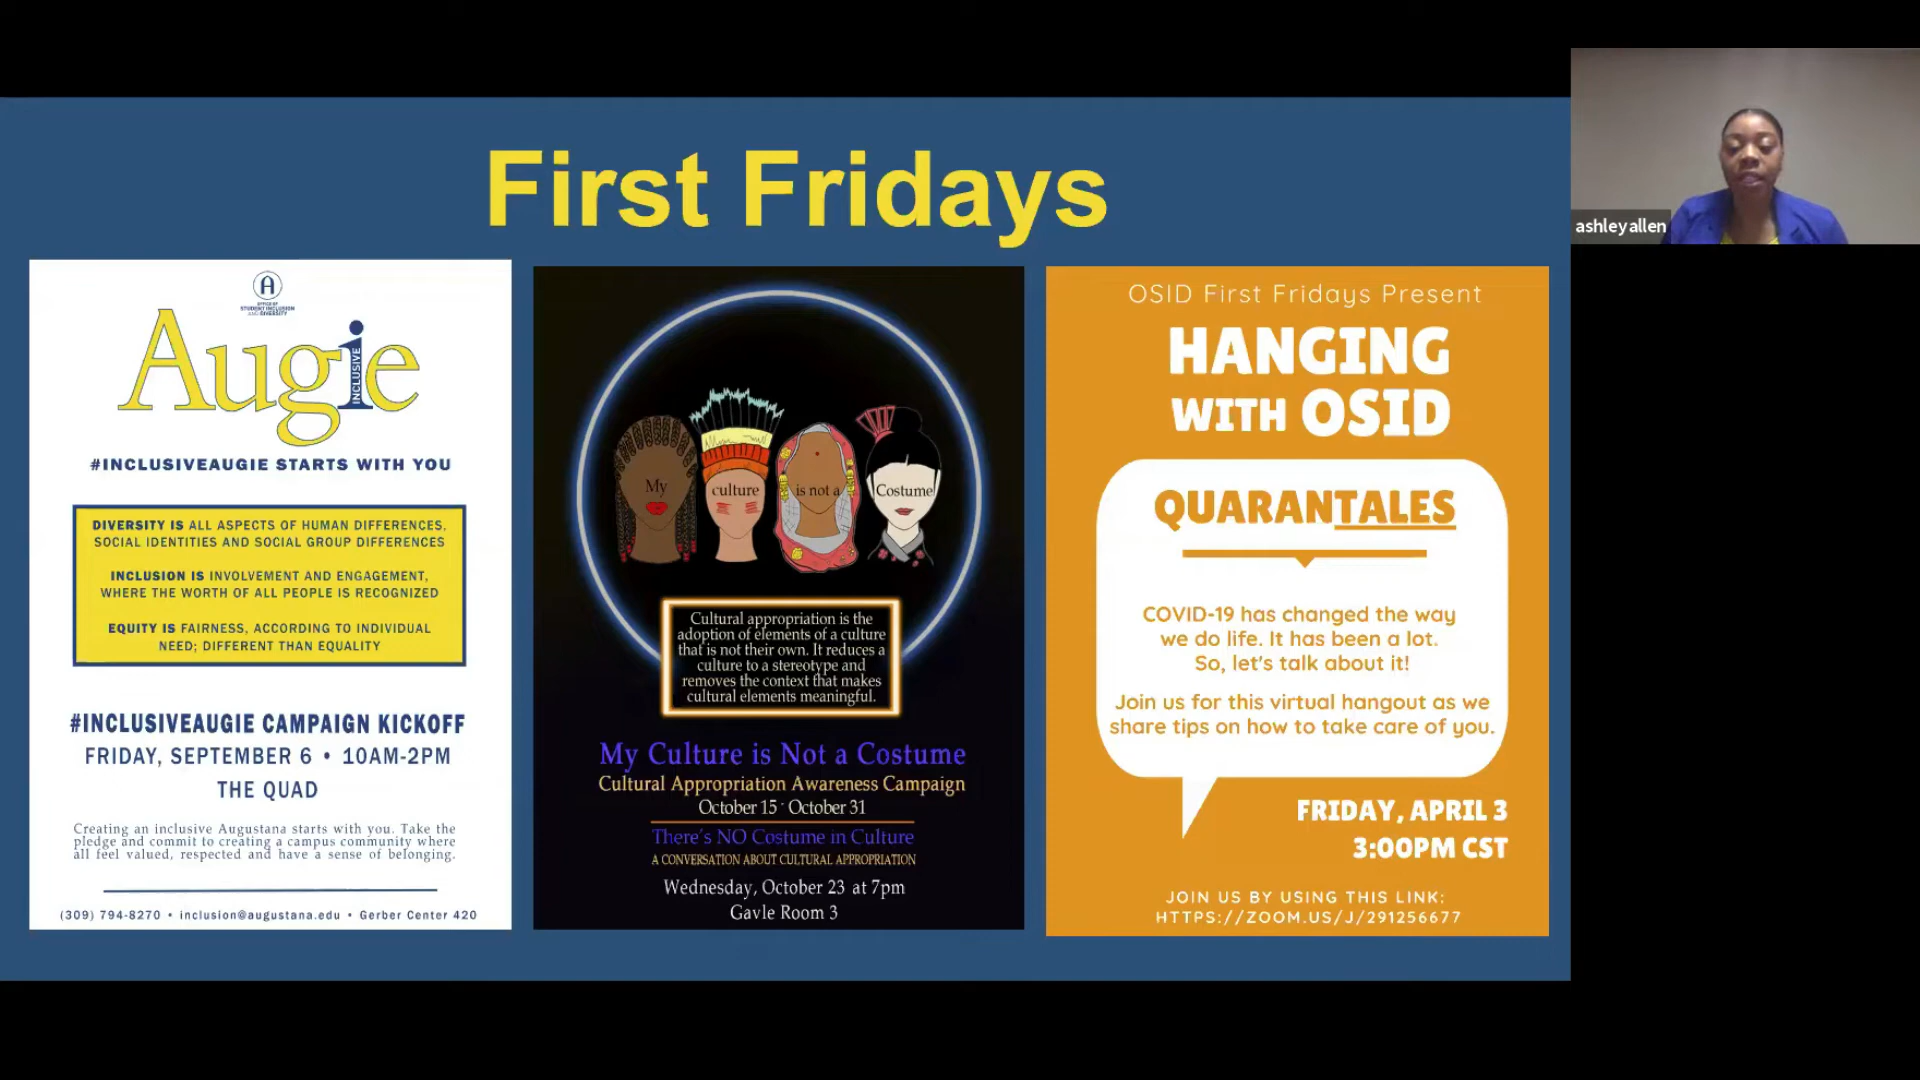 First Fridays
ashley allen
A
OFFICE OF
STUDENT INCLUSION
AND DIVERSITY
Augie
INCLUSIVE
#INCLUSIVEAUGIE STARTS WITH YOU
DIVERSITY IS ALL ASPECTS OF HUMAN DIFFERENCES,
SOCIAL IDENTITIES AND SOCIAL GROUP DIFFERENCES
INCLUSION IS INVOLVEMENT AND ENGAGEMENT,
WHERE THE WORTH OF ALL PEOPLE IS RECOGNIZED
EQUITY IS FAIRNESS, ACCORDING TO INDIVIDUAL
NEED; DIFFERENT THAN EQUALITY
#INCLUSIVEAUGIE CAMPAIGN KICKOFF
FRIDAY, SEPTEMBER 6 • 10AM-2PM
THE QUAD
Creating an inclusive Augustana starts with you. Take the
pledge and commit to creating a campus community where
all feel valued, respected and have a sense of belonging.
(309) 794-8270 • inclusion@augustana.edu • Gerber Center 420
My culture is not a Costume
Cultural appropriation is the
adoption of elements of a culture
that is not their own. It reduces a
culture to a stereotype and
removes the context that makes
cultural elements meaningful.
My Culture is Not a Costume
Cultural Appropriation Awareness Campaign
October 15 - October 31
There's NO Costume in Culture
A CONVERSATION ABOUT CULTURAL APPROPRIATION
Wednesday, October 23 at 7pm
Gavle Room 3
OSID First Fridays Present
HANGING
WITH OSID
QUARANTALES
COVID-19 has changed the way
we do life. It has been a lot.
So, let's talk about it!
Join us for this virtual hangout as we
share tips on how to take care of you.
FRIDAY, APRIL 3
3:00PM CST
JOIN US BY USING THIS LINK:
HTTPS://ZOOM.US/J/291256677